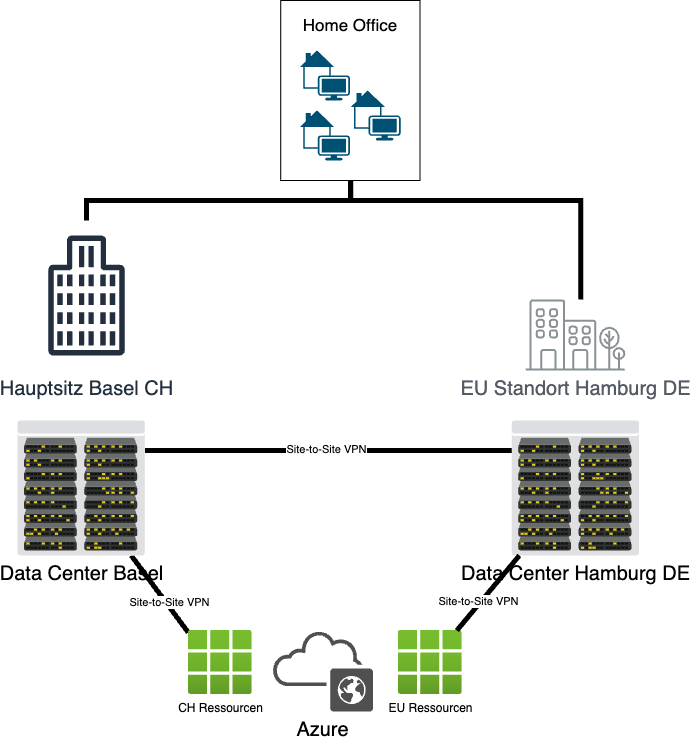 Home Office
Hauptsitz Basel CH
EU Standort Hamburg DE
Site-to-Site VPN
Data Center Basel
Data Center Hamburg DE
Site-to-Site VPN
Site-to-Site VPN
CH Ressourcen
EU Ressourcen
Azure